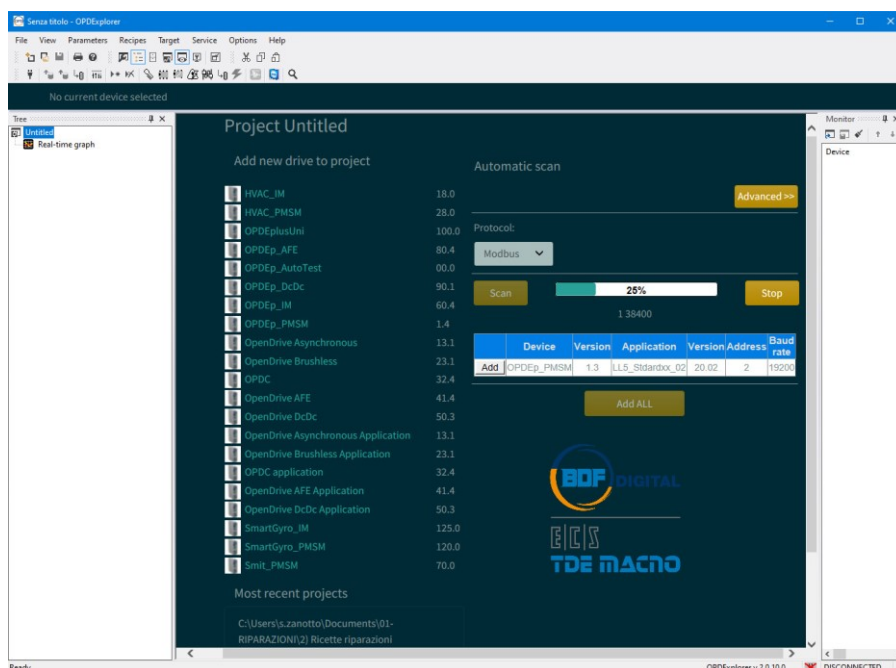 Senza titolo - OPDExplorer
File View Parameters Recipes Target Service Options Help
No current device selected
Tree
Untitled
Real-time graph
Project Untitled
Add new drive to project
HVAC_IM 18.0
HVAC_PMSM 28.0
OPDEplusUni 100.0
OPDEp_AFE 80.4
OPDEp_AutoTest 00.0
OPDEp_DcDc 90.1
OPDEp_IM 60.4
OPDEp_PMSM 1.4
OpenDrive Asynchronous 13.1
OpenDrive Brushless 23.1
OPDC 32.4
OpenDrive AFE 41.4
OpenDrive DcDc 50.3
OpenDrive Asynchronous Application 13.1
OpenDrive Brushless Application 23.1
OPDC application 32.4
OpenDrive AFE Application 41.4
OpenDrive DcDc Application 50.3
SmartGyro_IM 125.0
SmartGyro_PMSM 120.0
Smit_PMSM 70.0
Most recent projects
C:\Users\s.zanotto\Documents\01-
RIPARAZIONI\2) Ricette riparazioni
Automatic scan
Advanced >>
Protocol:
Modbus
Scan 25% Stop
1 38400
Device Version Application Version Address Baud rate
Add OPDEp_PMSM 1.3 LL5_Stdardxx_02 20.02 2 19200
Add ALL
BDF DIGITAL
E|C|S
TDE MACNO
Monitor
Device
Ready
OPDExplorer v.2.0.10.0 DISCONNECTED